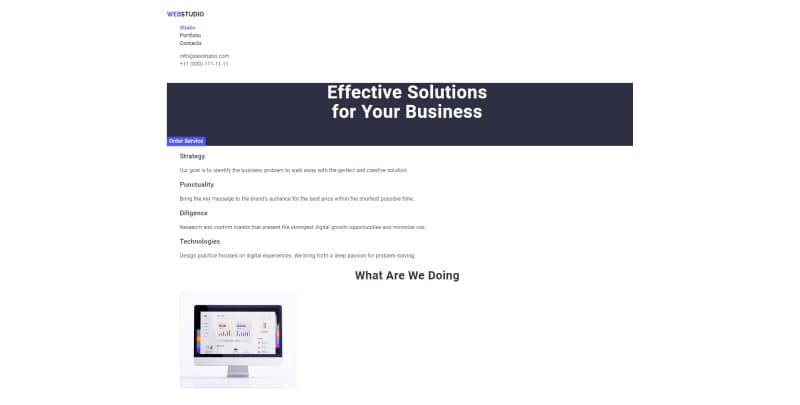 WEBSTUDIO
Studio
Portfolio
Contacts
info@devstudio.com
+11 (000) 111-11-11
Effective Solutions
for Your Business
Order Service
Strategy
Our goal is to identify the business problem to walk away with the perfect and creative solution.
Punctuality
Bring the key message to the brand's audience for the best price within the shortest possible time.
Diligence
Research and confirm brands that present the strongest digital growth opportunities and minimize risk.
Technologies
Design practice focused on digital experiences. We bring forth a deep passion for problem-solving.
What Are We Doing